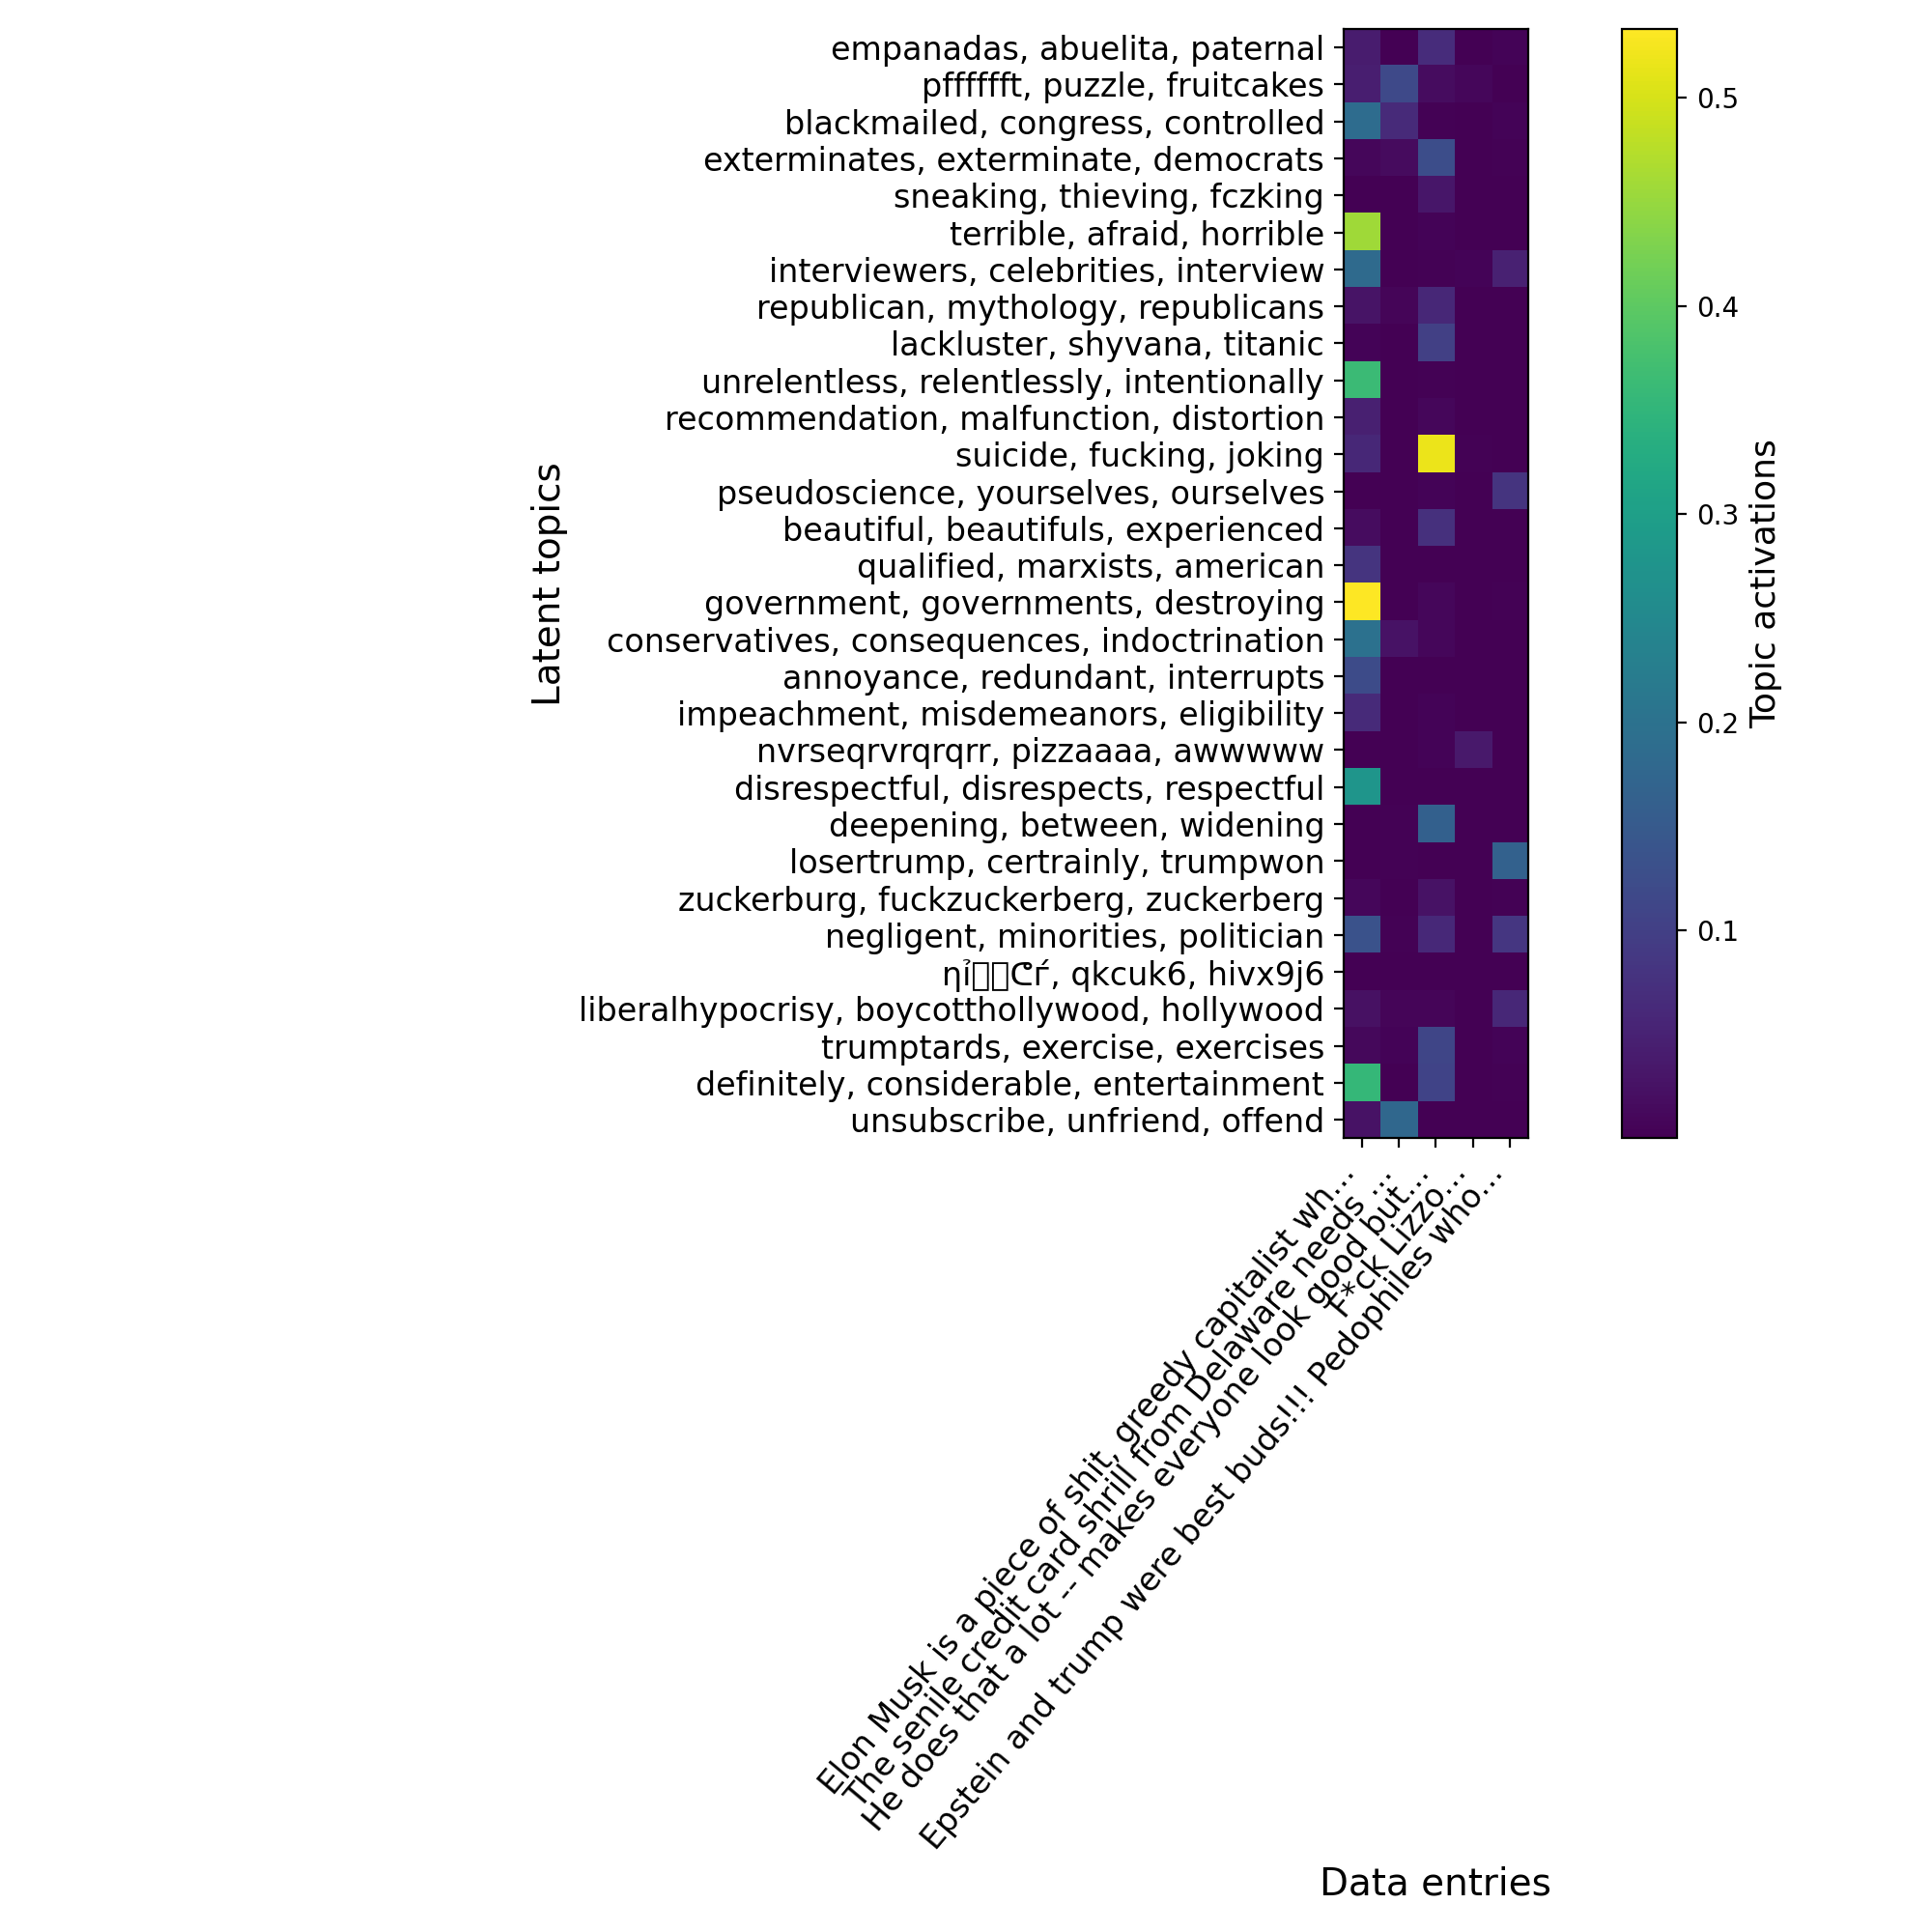 empanadas, abuelita, paternal
pfffffft, puzzle, fruitcakes
blackmailed, congress, controlled
exterminates, exterminate, democrats
sneaking, thieving, fczking
terrible, afraid, horrible
interviewers, celebrities, interview
republican, mythology, republicans
lackluster, shyvana, titanic
unrelentless, relentlessly, intentionally
recommendation, malfunction, distortion
suicide, fucking, joking
pseudoscience, yourselves, ourselves
beautiful, beautifuls, experienced
qualified, marxists, american
government, governments, destroying
conservatives, consequences, indoctrination
annoyance, redundant, interrupts
impeachment, misdemeanors, eligibility
nvrseqrvrqrqrr, pizzaaaa, awwwww
disrespectful, disrespects, respectful
deepening, between, widening
losertrump, certrainly, trumpwon
zuckerburg, fuckzuckerberg, zuckerberg
negligent, minorities, politician
qkcuk6, hivx9j6
liberalhypocrisy, boycotthollywood, hollywood
trumptards, exercise, exercises
definitely, considerable, entertainment
unsubscribe, unfriend, offend
Latent topics
Elon Musk is a piece of shit, greedy capitalist wh...
The senile credit card shrill from Delaware needs ...
He does that a lot -- makes everyone look good but...
F*ck Lizzo...
Epstein and trump were best buds!!! Pedophiles who...
Data entries
0.5
0.4
0.3
0.2
0.1
Topic activations